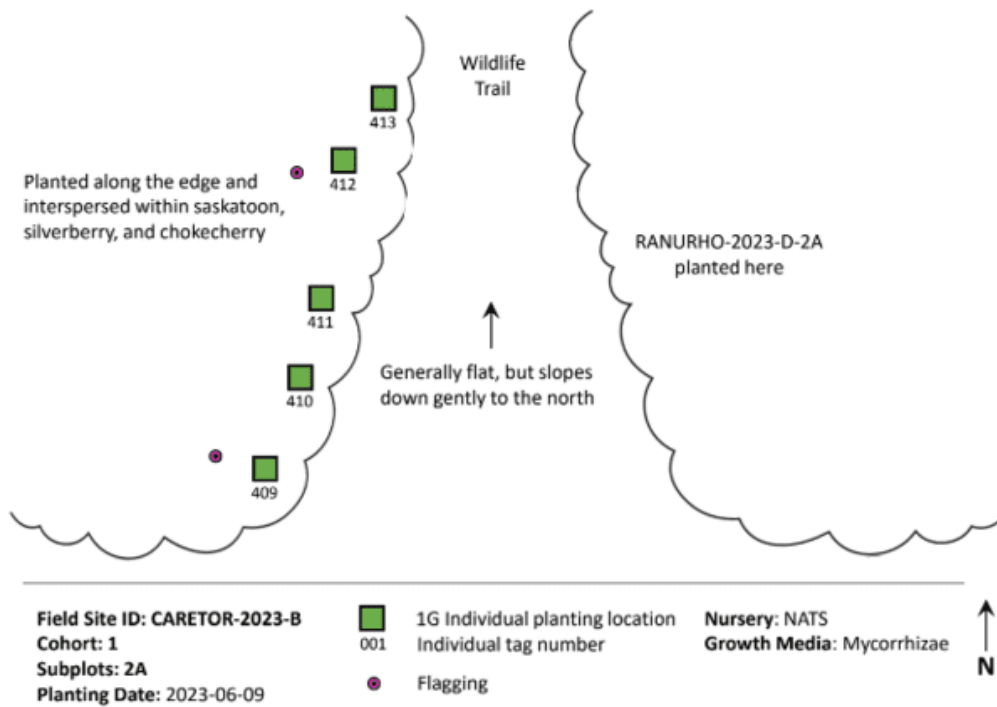 Wildlife
Trail
413
412
Planted along the edge and
interspersed within saskatoon,
silverberry, and chokecherry
RANURHO-2023-D-2A
planted here
411
Generally flat, but slopes
down gently to the north
410
409
Field Site ID: CARETOR-2023-B
Cohort: 1
Subplots: 2A
Planting Date: 2023-06-09
1G Individual planting location
001 Individual tag number
Flagging
Nursery: NATS
Growth Media: Mycorrhizae
N